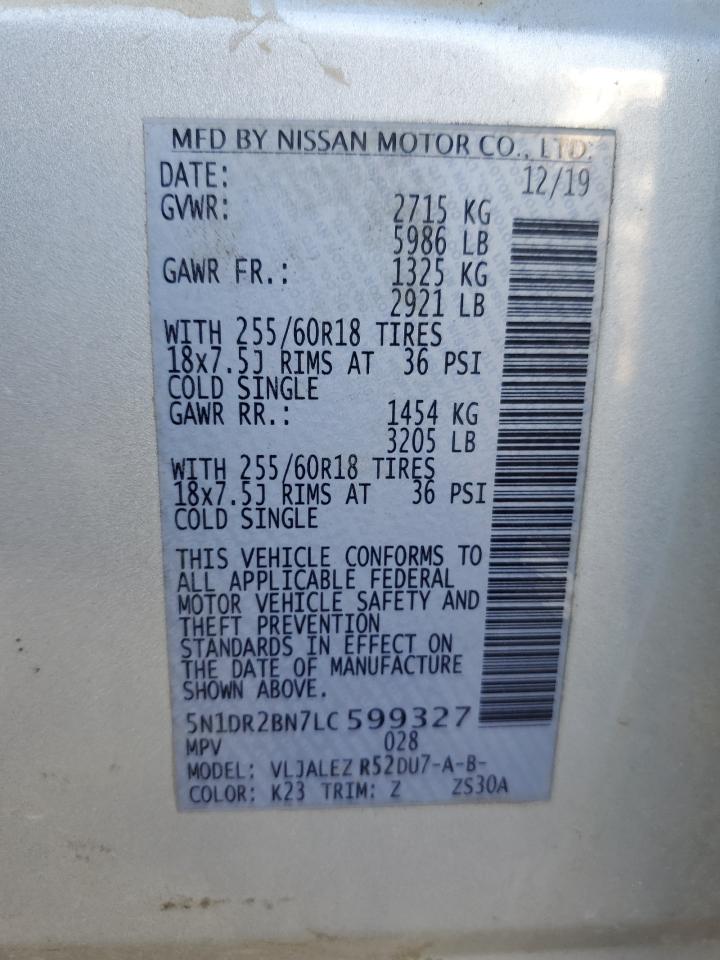 MFD BY NISSAN MOTOR CO., LTD.
DATE: 12/19
GVWR: 2715 KG
5986 LB
GAWR FR.: 1325 KG
2921 LB
WITH 255/60R18 TIRES
18x7.5J RIMS AT 36 PSI
COLD SINGLE
GAWR RR.: 1454 KG
3205 LB
WITH 255/60R18 TIRES
18x7.5J RIMS AT 36 PSI
COLD SINGLE
THIS VEHICLE CONFORMS TO
ALL APPLICABLE FEDERAL
MOTOR VEHICLE SAFETY AND
THEFT PREVENTION
STANDARDS IN EFFECT ON
THE DATE OF MANUFACTURE
SHOWN ABOVE.
5N1DR2BN7LC 599327
MPV 028
MODEL: VLJALEZ R52DU7-A-B-
COLOR: K23 TRIM: Z ZS30A